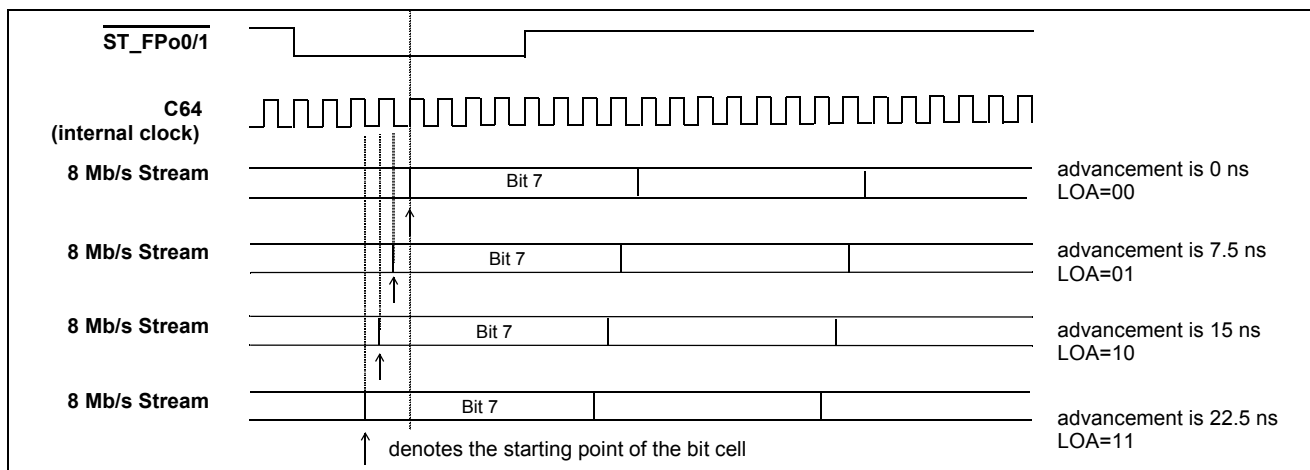 ST_FPo0/1
C64
(internal clock)
8 Mb/s Stream
Bit 7
advancement is 0 ns
LOA=00
8 Mb/s Stream
Bit 7
advancement is 7.5 ns
LOA=01
8 Mb/s Stream
Bit 7
advancement is 15 ns
LOA=10
8 Mb/s Stream
Bit 7
advancement is 22.5 ns
LOA=11
denotes the starting point of the bit cell